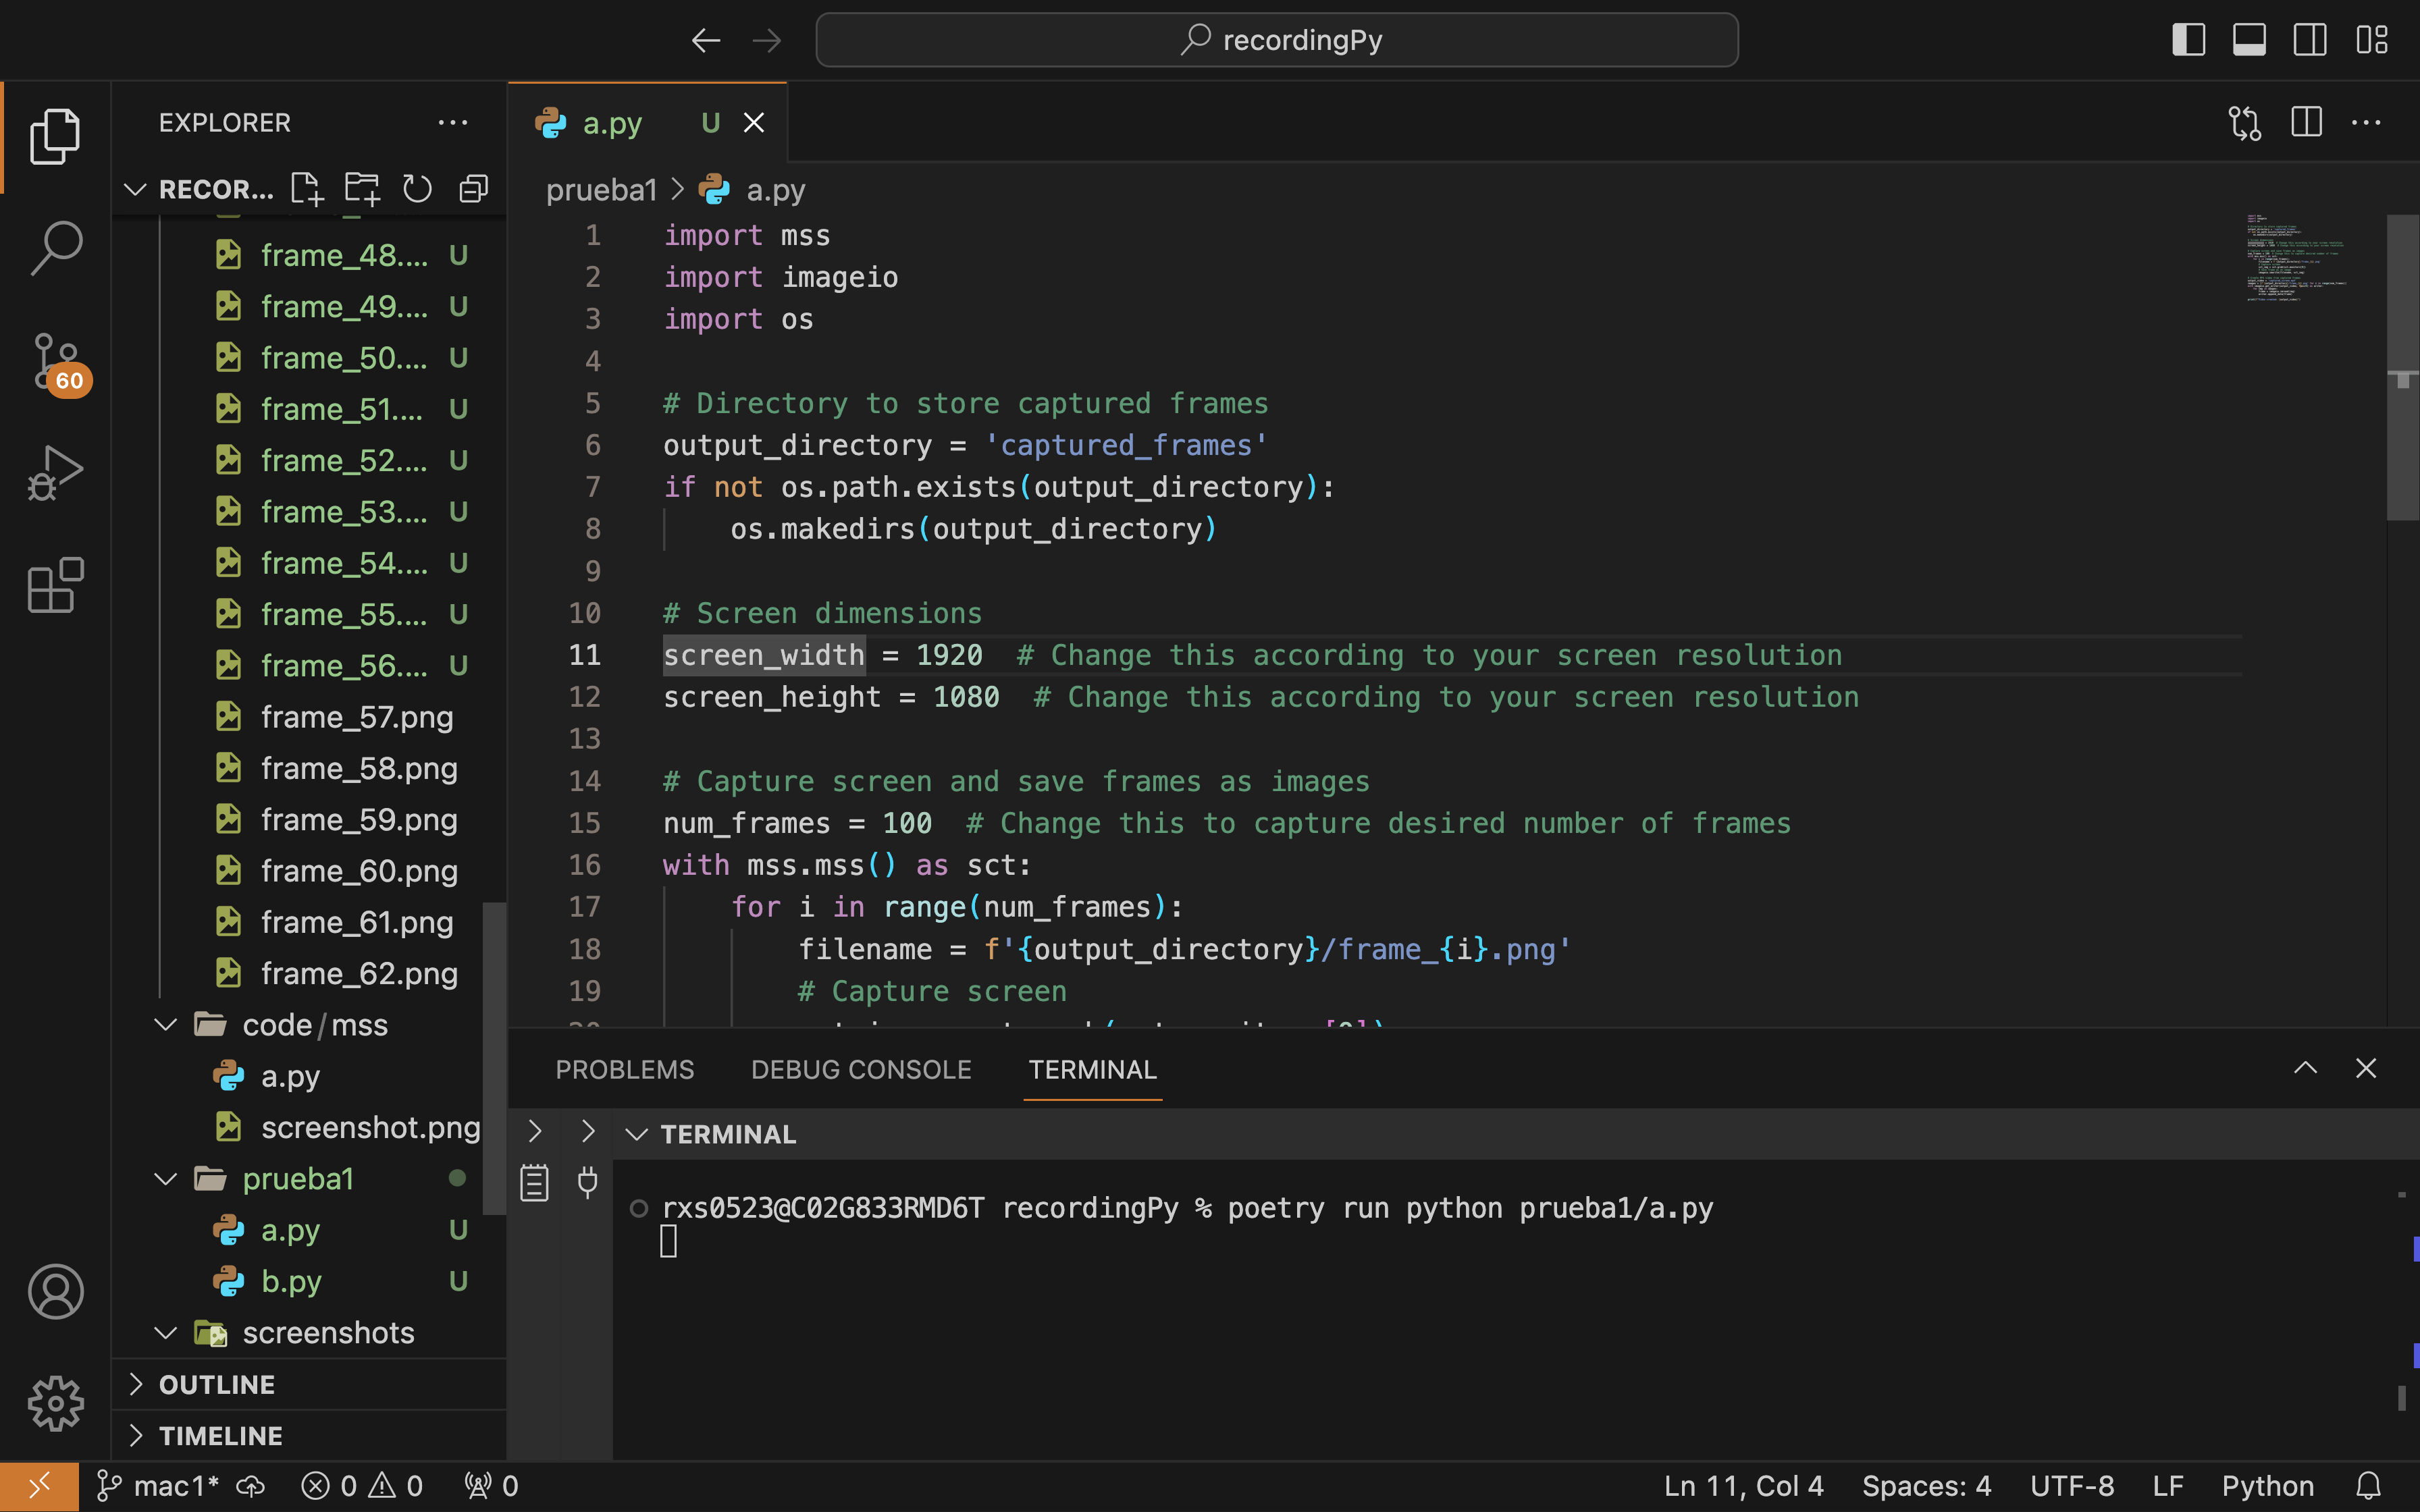 recordingPy
EXPLORER
RECOR...
frame_48.... U
frame_49.... U
frame_50.... U
frame_51.... U
frame_52.... U
frame_53.... U
frame_54.... U
frame_55.... U
frame_56.... U
frame_57.png
frame_58.png
frame_59.png
frame_60.png
frame_61.png
frame_62.png
code/mss
a.py
screenshot.png
prueba1
a.py U
b.py U
screenshots
OUTLINE
TIMELINE
60
a.py U
prueba1 > a.py
1 import mss
2 import imageio
3 import os
4
5 # Directory to store captured frames
6 output_directory = 'captured_frames'
7 if not os.path.exists(output_directory):
8 os.makedirs(output_directory)
9
10 # Screen dimensions
11 screen_width = 1920 # Change this according to your screen resolution
12 screen_height = 1080 # Change this according to your screen resolution
13
14 # Capture screen and save frames as images
15 num_frames = 100 # Change this to capture desired number of frames
16 with mss.mss() as sct:
17 for i in range(num_frames):
18 filename = f'{output_directory}/frame_{i}.png'
19 # Capture screen
PROBLEMS DEBUG CONSOLE TERMINAL
TERMINAL
rxs0523@C02G833RMD6T recordingPy % poetry run python prueba1/a.py
mac1* 0 0 0 Ln 11, Col 4 Spaces: 4 UTF-8 LF Python